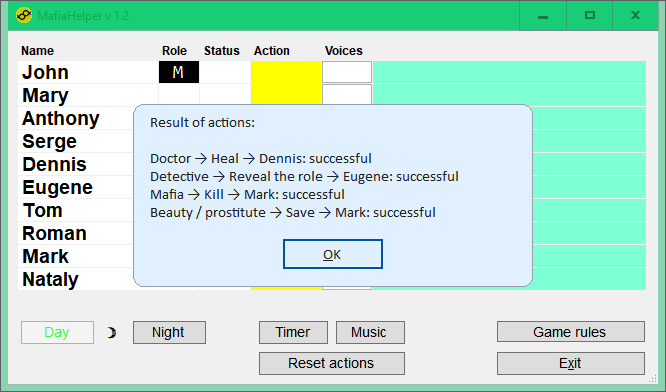 MafiaHelper v 1.2
Name Role Status Action Voices
John M
Mary
Anthony
Serge
Dennis
Eugene
Tom
Roman
Mark
Nataly
Result of actions:
Doctor → Heal → Dennis: successful
Detective → Reveal the role → Eugene: successful
Mafia → Kill → Mark: successful
Beauty / prostitute → Save → Mark: successful
OK
Day Night Timer Music Game rules
Reset actions Exit